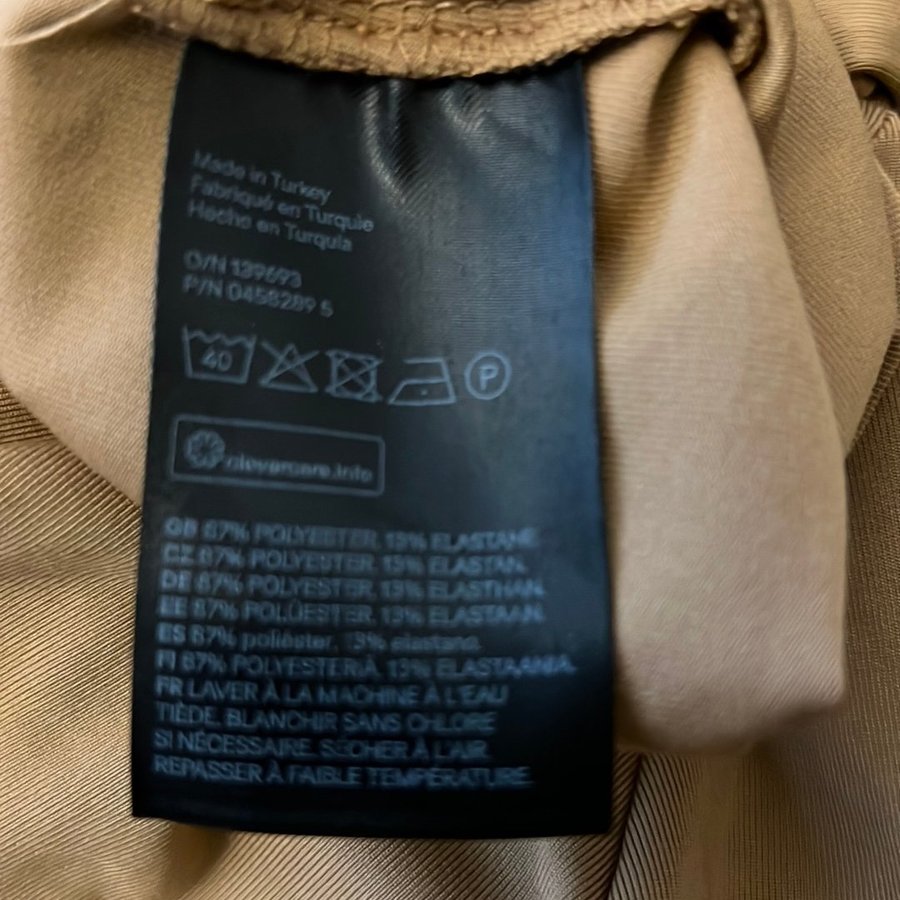 Made in Turkey
Fabriqué en Turquie
Hecho en Turquía
O/N 139693
P/N 0458289 5
40 P
clevercare.info
GB 87% POLYESTER, 13% ELASTANE
CZ 87% POLYESTER, 13% ELASTAN.
DE 87% POLYESTER, 13% ELASTHAN.
EE 87% POLÜESTER, 13% ELASTAAN.
ES 87% poliéster, 13% elastano.
FI 87% POLYESTERIÄ, 13% ELASTAANIA.
FR LAVER À LA MACHINE À L'EAU
TIÈDE. BLANCHIR SANS CHLORE
SI NÉCESSAIRE. SÉCHER À L'AIR.
REPASSER À FAIBLE TEMPÉRATURE.